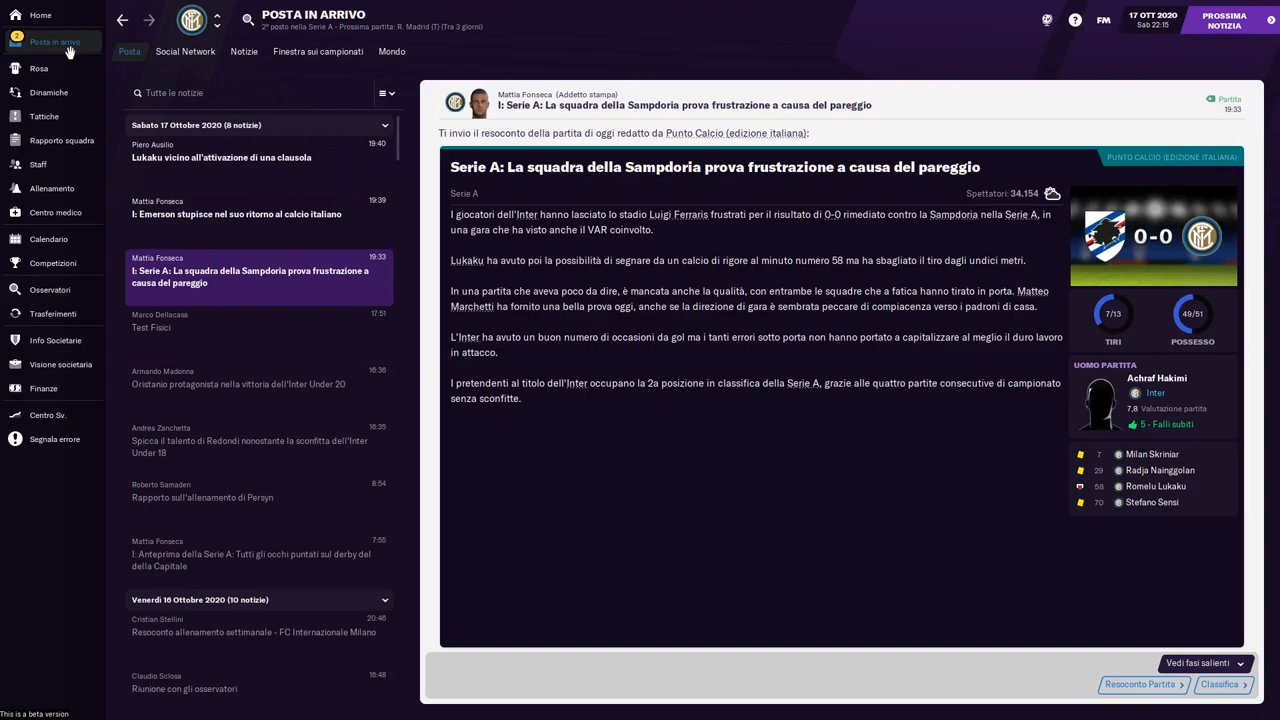 Home
2
Posta in arrivo
Rosa
Dinamiche
Tattiche
Rapporto squadra
Staff
Allenamento
Centro medico
Calendario
Competizioni
Osservatori
Trasferimenti
Info Societarie
Visione societaria
Finanze
Centro Sv.
Segnala errore
This is a beta version
POSTA IN ARRIVO
2° posto nella Serie A - Prossima partita: R. Madrid (T) (Tra 3 giorni)
FM
17 OTT 2020
Sab 22:15
PROSSIMA
NOTIZIA
Posta Social Network Notizie Finestra sui campionati Mondo
Tutte le notizie
Sabato 17 Ottobre 2020 (8 notizie)
Piero Ausilio 19:40
Lukaku vicino all'attivazione di una clausola
Mattia Fonseca 19:39
I: Emerson stupisce nel suo ritorno al calcio italiano
Mattia Fonseca 19:33
I: Serie A: La squadra della Sampdoria prova frustrazione a
causa del pareggio
Marco Dellacasa 17:51
Test Fisici
Armando Madonna 16:36
Oristanio protagonista nella vittoria dell'Inter Under 20
Andrea Zanchetta 16:35
Spicca il talento di Redondi nonostante la sconfitta dell'Inter
Under 18
Roberto Samaden 8:54
Rapporto sull'allenamento di Persyn
Mattia Fonseca 7:55
I: Anteprima della Serie A: Tutti gli occhi puntati sul derby del
della Capitale
Venerdì 16 Ottobre 2020 (10 notizie)
Cristian Stellini 20:46
Resoconto allenamento settimanale - FC Internazionale Milano
Claudio Sclosa 16:48
Riunione con gli osservatori
Mattia Fonseca (Addetto stampa)
I: Serie A: La squadra della Sampdoria prova frustrazione a causa del pareggio
Partita
19:33
Ti invio il resoconto della partita di oggi redatto da Punto Calcio (edizione italiana):
PUNTO CALCIO (EDIZIONE ITALIANA)
Serie A: La squadra della Sampdoria prova frustrazione a causa del pareggio
Serie A
Spettatori: 34.154
I giocatori dell'Inter hanno lasciato lo stadio Luigi Ferraris frustrati per il risultato di 0-0 rimediato contro la Sampdoria nella Serie A, in
una gara che ha visto anche il VAR coinvolto.
Lukaku ha avuto poi la possibilità di segnare da un calcio di rigore al minuto numero 58 ma ha sbagliato il tiro dagli undici metri.
In una partita che aveva poco da dire, è mancata anche la qualità, con entrambe le squadre che a fatica hanno tirato in porta. Matteo
Marchetti ha fornito una bella prova oggi, anche se la direzione di gara è sembrata peccare di compiacenza verso i padroni di casa.
L'Inter ha avuto un buon numero di occasioni da gol ma i tanti errori sotto porta non hanno portato a capitalizzare al meglio il duro lavoro
in attacco.
I pretendenti al titolo dell'Inter occupano la 2a posizione in classifica della Serie A, grazie alle quattro partite consecutive di campionato
senza sconfitte.
0-0
7/13
TIRI
49/51
POSSESSO
UOMO PARTITA
Achraf Hakimi
Inter
7,8 Valutazione partita
5 - Falli subiti
7 Milan Skriniar
29 Radja Nainggolan
58 Romelu Lukaku
70 Stefano Sensi
Vedi fasi salienti
Resoconto Partita
Classifica